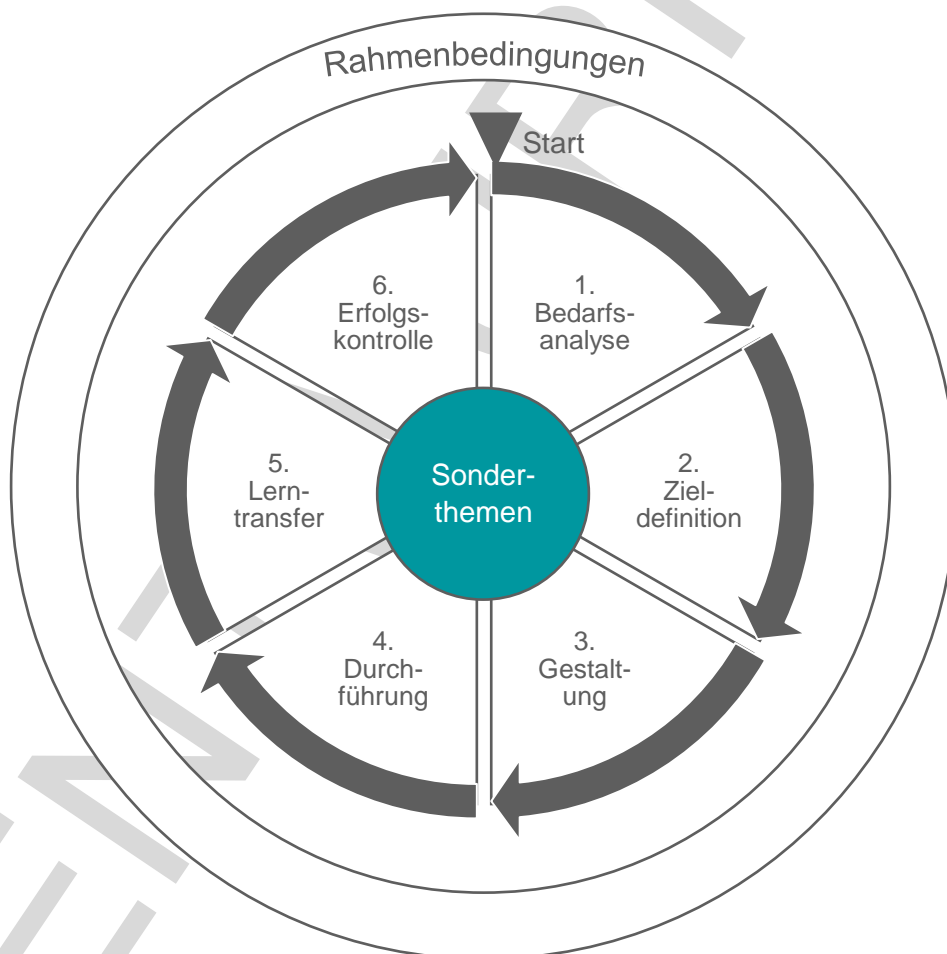 Rahmenbedingungen
Start
1.
Bedarfs-
analyse
2.
Ziel-
definition
3.
Gestalt-
ung
4.
Durch-
führung
5.
Lern-
transfer
6.
Erfolgs-
kontrolle
Sonder-
themen